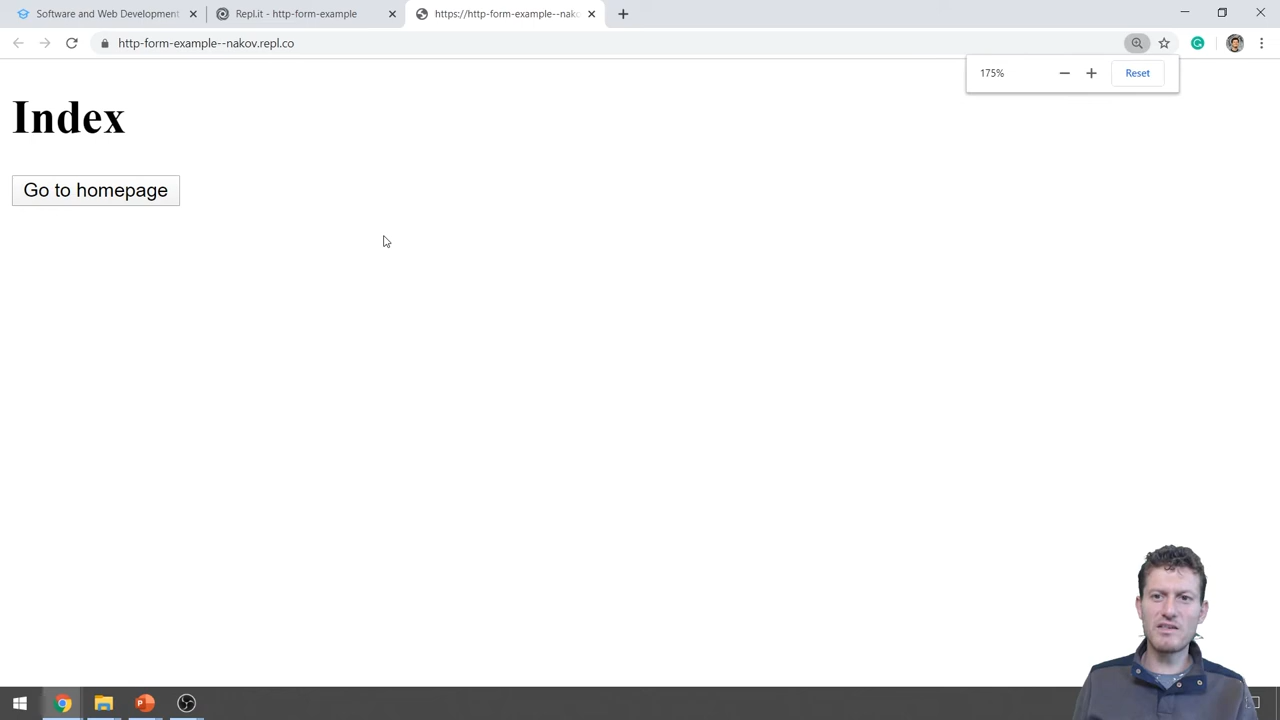 Software and Web Development
Repl.it - http-form-example
https://http-form-example--nako
http-form-example--nakov.repl.co
175%
Reset
Index
Go to homepage